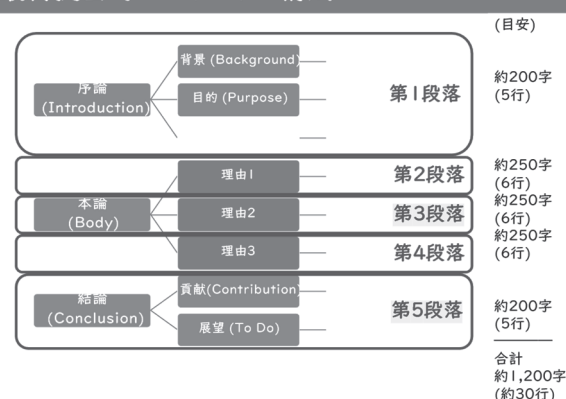 (目安)
背景 (Background)
序論
(Introduction)
目的 (Purpose)
第1段落
約200字
(5行)
理由1
第2段落
約250字
(6行)
本論
(Body)
理由2
第3段落
約250字
(6行)
理由3
第4段落
約250字
(6行)
結論
(Conclusion)
貢献(Contribution)
展望 (To Do)
第5段落
約200字
(5行)
合計
約1,200字
(約30行)